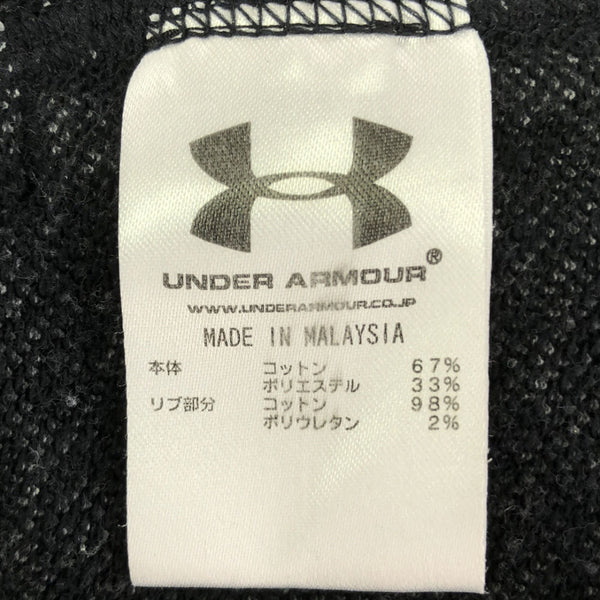 UNDER ARMOUR®
WWW.UNDERARMOUR.CO.JP
MADE IN MALAYSIA
本体 コットン 67%
ポリエステル 33%
リブ部分 コットン 98%
ポリウレタン 2%